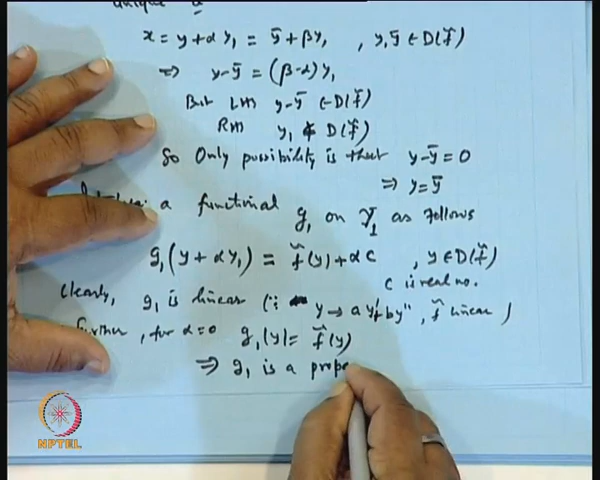 unique
x = y + α y₁ = ȳ + β y₁ , y, ȳ ∈ D(f̃)
⇒ y - ȳ = (β - α) y₁
But LHS y - ȳ ∈ D(f̃)
RHS y₁ ∉ D(f̃)
So Only possibility is that y - ȳ = 0
⇒ y = ȳ
a functional g₁ on Y₁ as follows
g₁(y + α y₁) = f̃(y) + α c , y ∈ D(f̃)
c is real no.
Clearly, g₁ is linear (∵ y → a y' + b y'', f̃ linear)
Further, for α = 0 g₁(y) = f̃(y)
⇒ g₁ is a prope
NPTEL